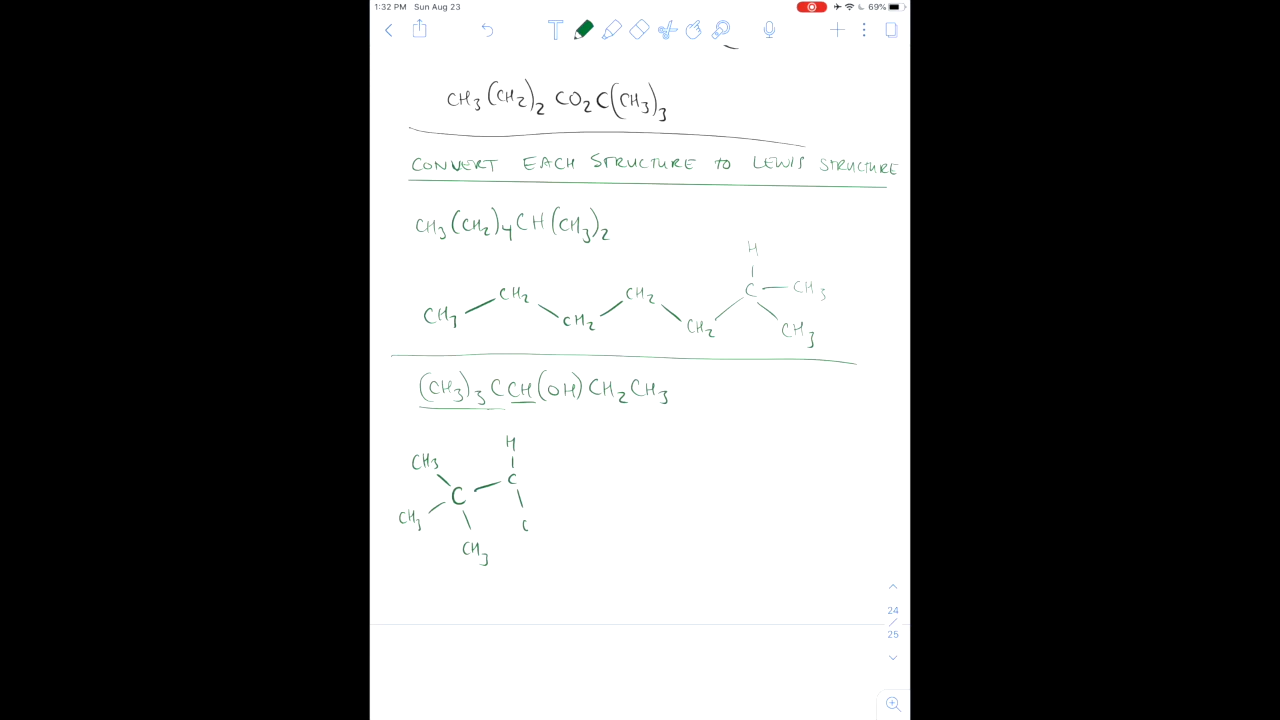 1:32 PM Sun Aug 23 69%
T
CH3(CH2)2 CO2C(CH3)3
CONVERT EACH STRUCTURE to LEWIS STRUCTURE
CH3(CH2)4CH(CH3)2
H
CH3 CH2 CH2 CH2 CH2 C CH3
CH3
(CH3)3CCH(OH)CH2CH3
H
CH3 C
C
CH3 C
CH3
24
25